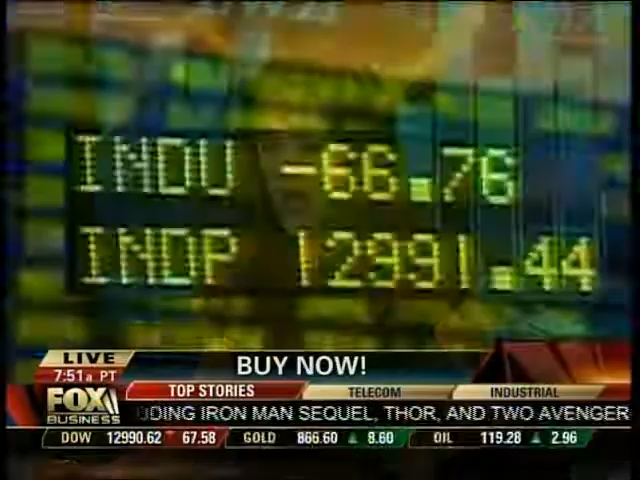 INDU -66.76
INDP 12991.44
LIVE
BUY NOW!
7:51a PT
TOP STORIES TELECOM INDUSTRIAL
FOX
BUSINESS
DING IRON MAN SEQUEL, THOR, AND TWO AVENGER
DOW 12990.62 ▼ 67.58 GOLD 866.60 ▲ 8.60 OIL 119.28 ▲ 2.96